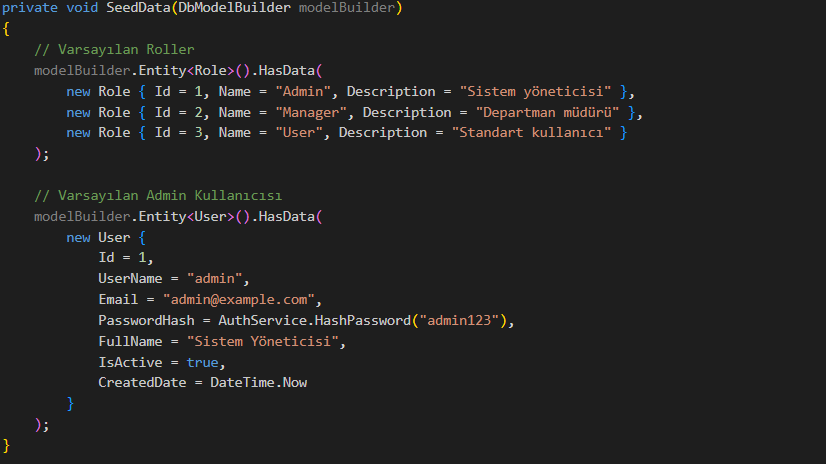 private void SeedData(DbModelBuilder modelBuilder)
{
    // Varsayılan Roller
    modelBuilder.Entity<Role>().HasData(
        new Role { Id = 1, Name = "Admin", Description = "Sistem yöneticisi" },
        new Role { Id = 2, Name = "Manager", Description = "Departman müdürü" },
        new Role { Id = 3, Name = "User", Description = "Standart kullanıcı" }
    );

    // Varsayılan Admin Kullanıcısı
    modelBuilder.Entity<User>().HasData(
        new User {
            Id = 1,
            UserName = "admin",
            Email = "admin@example.com",
            PasswordHash = AuthService.HashPassword("admin123"),
            FullName = "Sistem Yöneticisi",
            IsActive = true,
            CreatedDate = DateTime.Now
        }
    );
}